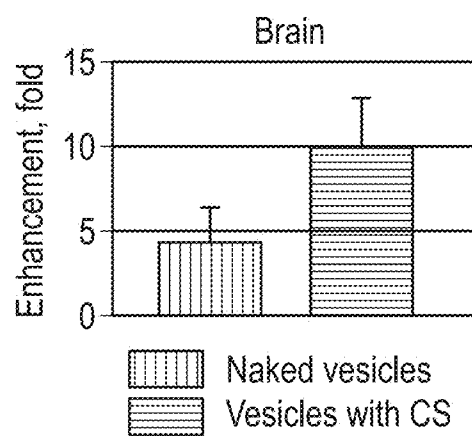 Brain
Enhancement, fold
15
10
5
0
Naked vesicles
Vesicles with CS